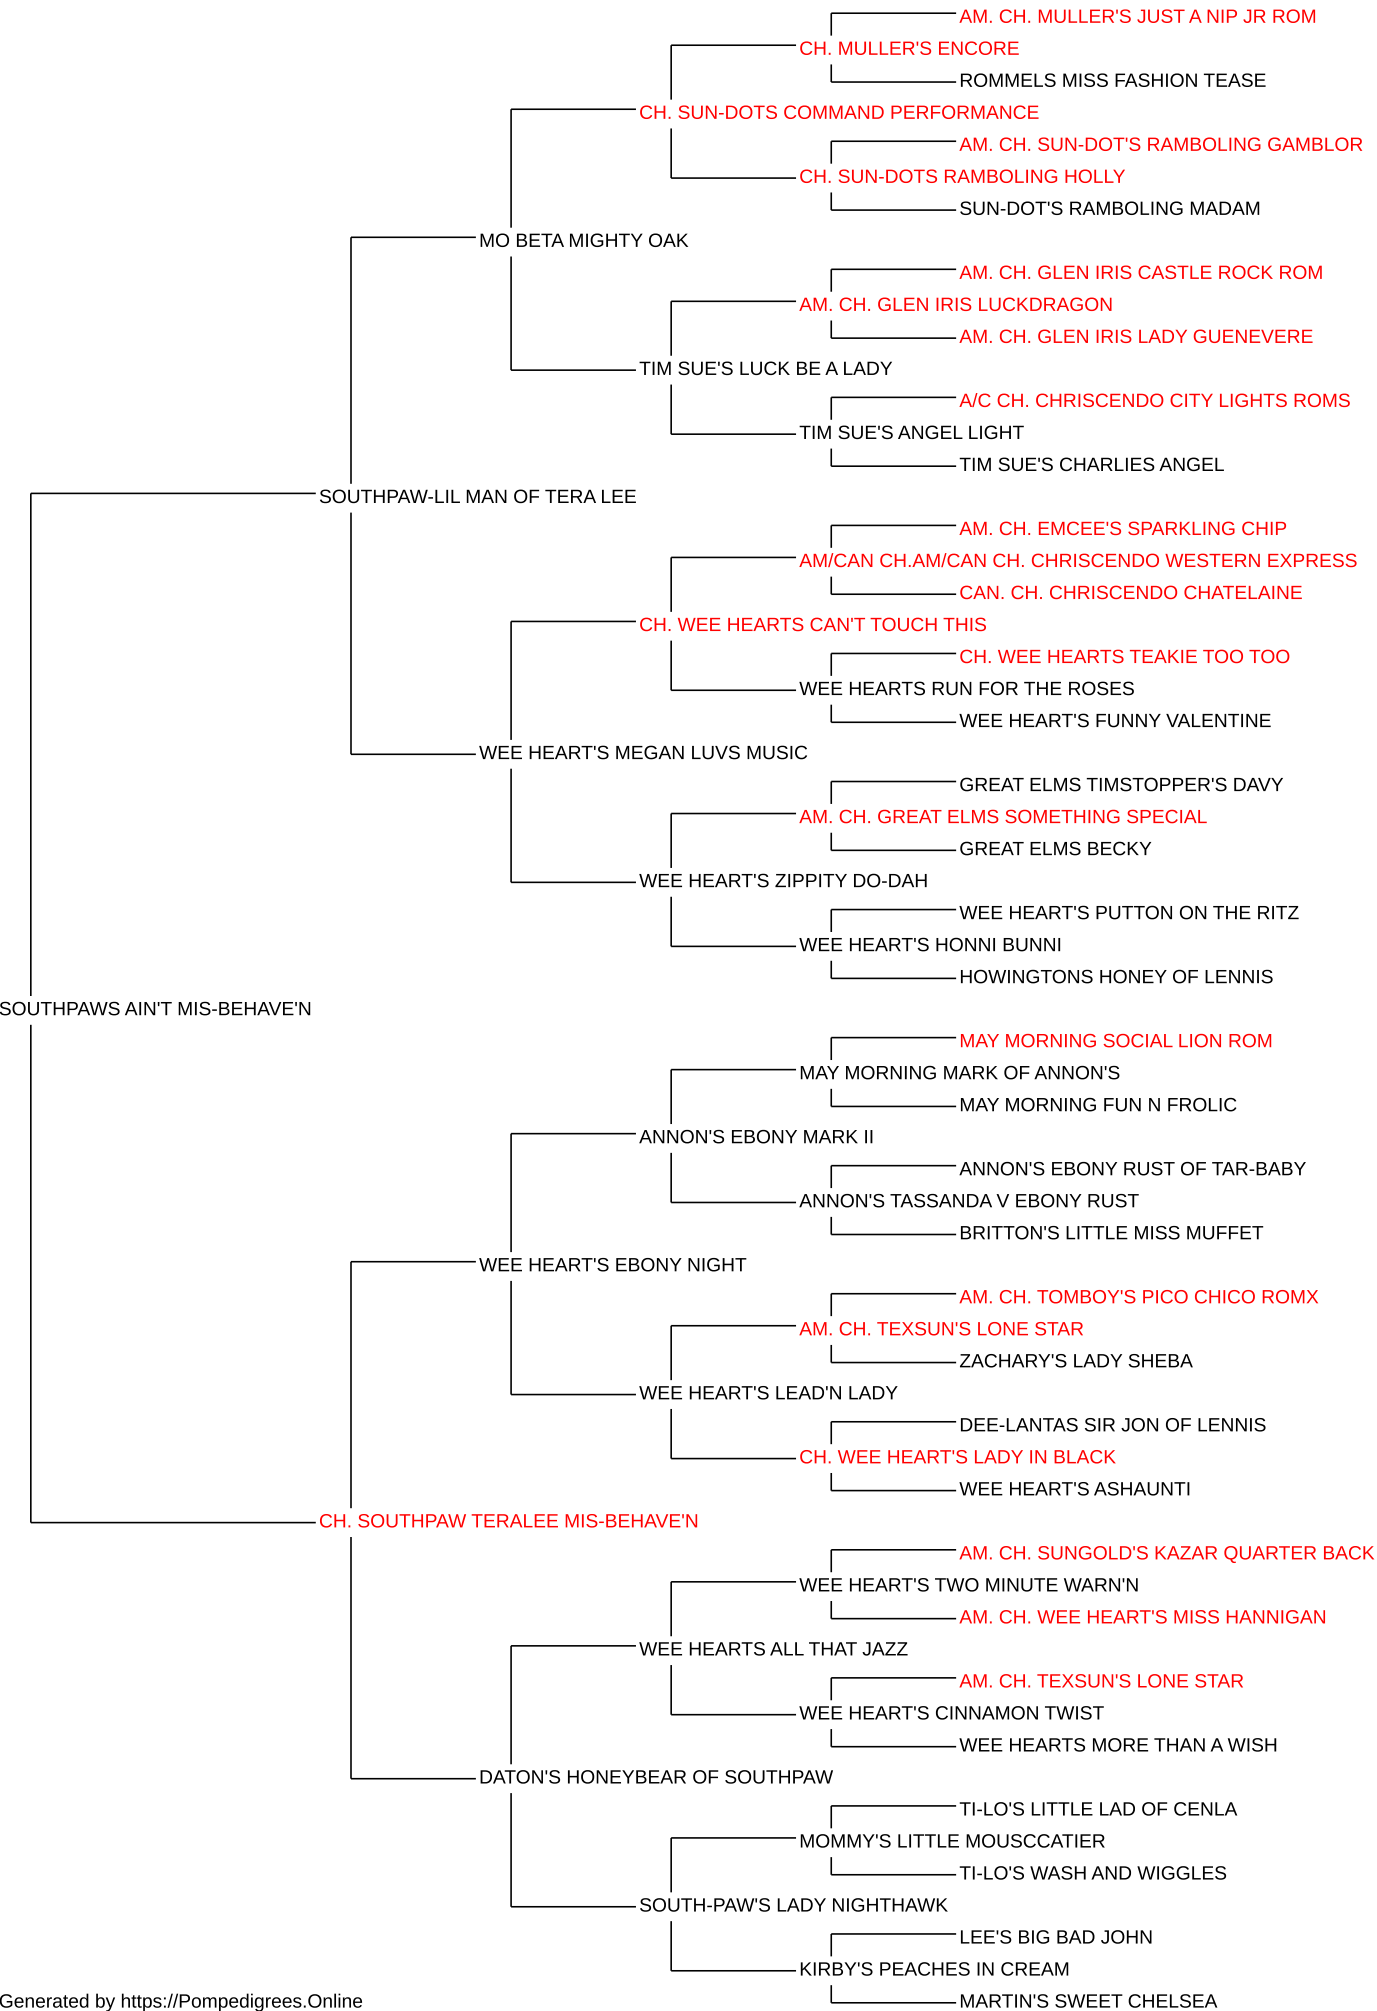 AM. CH. MULLER'S JUST A NIP JR ROM
CH. MULLER'S ENCORE
ROMMELS MISS FASHION TEASE
CH. SUN-DOTS COMMAND PERFORMANCE
AM. CH. SUN-DOT'S RAMBOLING GAMBLOR
CH. SUN-DOTS RAMBOLING HOLLY
SUN-DOT'S RAMBOLING MADAM
MO BETA MIGHTY OAK
AM. CH. GLEN IRIS CASTLE ROCK ROM
AM. CH. GLEN IRIS LUCKDRAGON
AM. CH. GLEN IRIS LADY GUENEVERE
TIM SUE'S LUCK BE A LADY
A/C CH. CHRISCENDO CITY LIGHTS ROMS
TIM SUE'S ANGEL LIGHT
TIM SUE'S CHARLIES ANGEL
SOUTHPAW-LIL MAN OF TERA LEE
AM. CH. EMCEE'S SPARKLING CHIP
AM/CAN CH.AM/CAN CH. CHRISCENDO WESTERN EXPRESS
CAN. CH. CHRISCENDO CHATELAINE
CH. WEE HEARTS CAN'T TOUCH THIS
CH. WEE HEARTS TEAKIE TOO TOO
WEE HEARTS RUN FOR THE ROSES
WEE HEART'S FUNNY VALENTINE
WEE HEART'S MEGAN LUVS MUSIC
GREAT ELMS TIMSTOPPER'S DAVY
AM. CH. GREAT ELMS SOMETHING SPECIAL
GREAT ELMS BECKY
WEE HEART'S ZIPPITY DO-DAH
WEE HEART'S PUTTON ON THE RITZ
WEE HEART'S HONNI BUNNI
HOWINGTONS HONEY OF LENNIS
SOUTHPAWS AIN'T MIS-BEHAVE'N
MAY MORNING SOCIAL LION ROM
MAY MORNING MARK OF ANNON'S
MAY MORNING FUN N FROLIC
ANNON'S EBONY MARK II
ANNON'S EBONY RUST OF TAR-BABY
ANNON'S TASSANDA V EBONY RUST
BRITTON'S LITTLE MISS MUFFET
WEE HEART'S EBONY NIGHT
AM. CH. TOMBOY'S PICO CHICO ROMX
AM. CH. TEXSUN'S LONE STAR
ZACHARY'S LADY SHEBA
WEE HEART'S LEAD'N LADY
DEE-LANTAS SIR JON OF LENNIS
CH. WEE HEART'S LADY IN BLACK
WEE HEART'S ASHAUNTI
CH. SOUTHPAW TERALEE MIS-BEHAVE'N
AM. CH. SUNGOLD'S KAZAR QUARTER BACK
WEE HEART'S TWO MINUTE WARN'N
AM. CH. WEE HEART'S MISS HANNIGAN
WEE HEARTS ALL THAT JAZZ
AM. CH. TEXSUN'S LONE STAR
WEE HEART'S CINNAMON TWIST
WEE HEARTS MORE THAN A WISH
DATON'S HONEYBEAR OF SOUTHPAW
TI-LO'S LITTLE LAD OF CENLA
MOMMY'S LITTLE MOUSCCATIER
TI-LO'S WASH AND WIGGLES
SOUTH-PAW'S LADY NIGHTHAWK
LEE'S BIG BAD JOHN
KIRBY'S PEACHES IN CREAM
MARTIN'S SWEET CHELSEA
Generated by https://Pompedigrees.Online